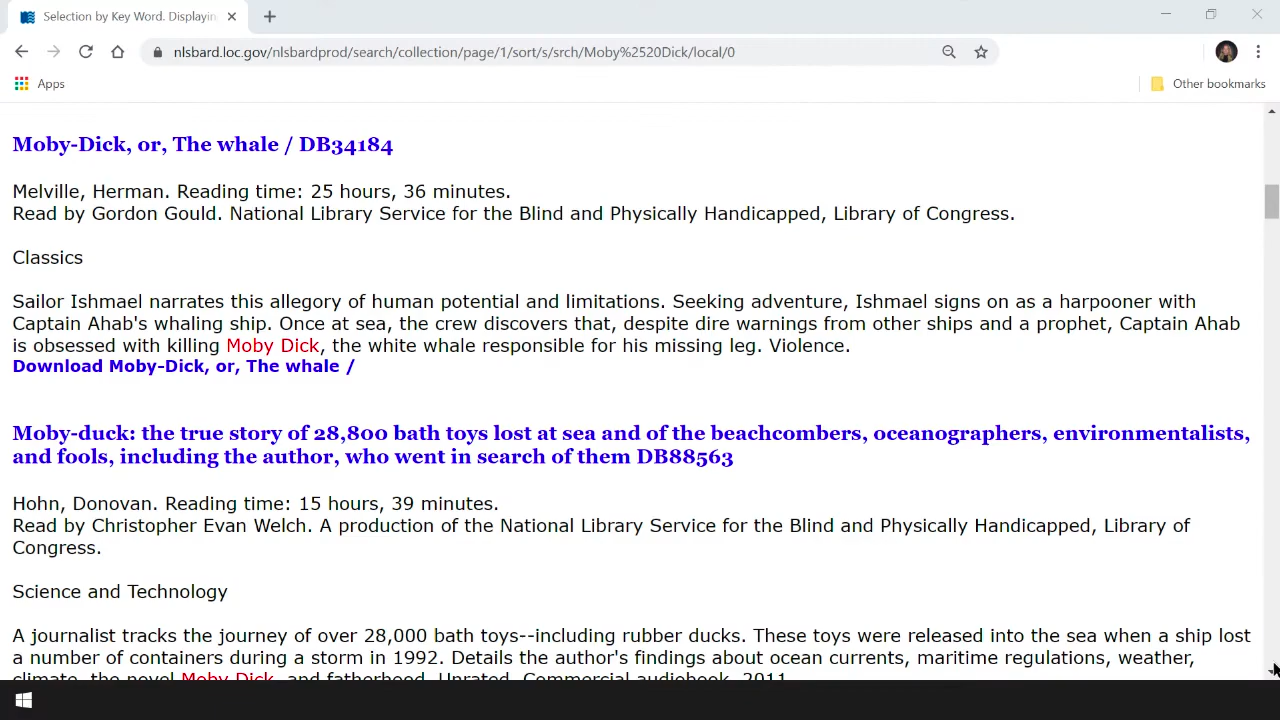 Selection by Key Word. Displayin
nlsbard.loc.gov/nlsbardprod/search/collection/page/1/sort/s/srch/Moby%2520Dick/local/0
Apps
Other bookmarks
Moby-Dick, or, The whale / DB34184
Melville, Herman. Reading time: 25 hours, 36 minutes.
Read by Gordon Gould. National Library Service for the Blind and Physically Handicapped, Library of Congress.
Classics
Sailor Ishmael narrates this allegory of human potential and limitations. Seeking adventure, Ishmael signs on as a harpooner with
Captain Ahab's whaling ship. Once at sea, the crew discovers that, despite dire warnings from other ships and a prophet, Captain Ahab
is obsessed with killing Moby Dick, the white whale responsible for his missing leg. Violence.
Download Moby-Dick, or, The whale /
Moby-duck: the true story of 28,800 bath toys lost at sea and of the beachcombers, oceanographers, environmentalists,
and fools, including the author, who went in search of them DB88563
Hohn, Donovan. Reading time: 15 hours, 39 minutes.
Read by Christopher Evan Welch. A production of the National Library Service for the Blind and Physically Handicapped, Library of
Congress.
Science and Technology
A journalist tracks the journey of over 28,000 bath toys--including rubber ducks. These toys were released into the sea when a ship lost
a number of containers during a storm in 1992. Details the author's findings about ocean currents, maritime regulations, weather,
climate, the novel Moby Dick, and fatherhood. Unrated. Commercial audiobook. 2011.